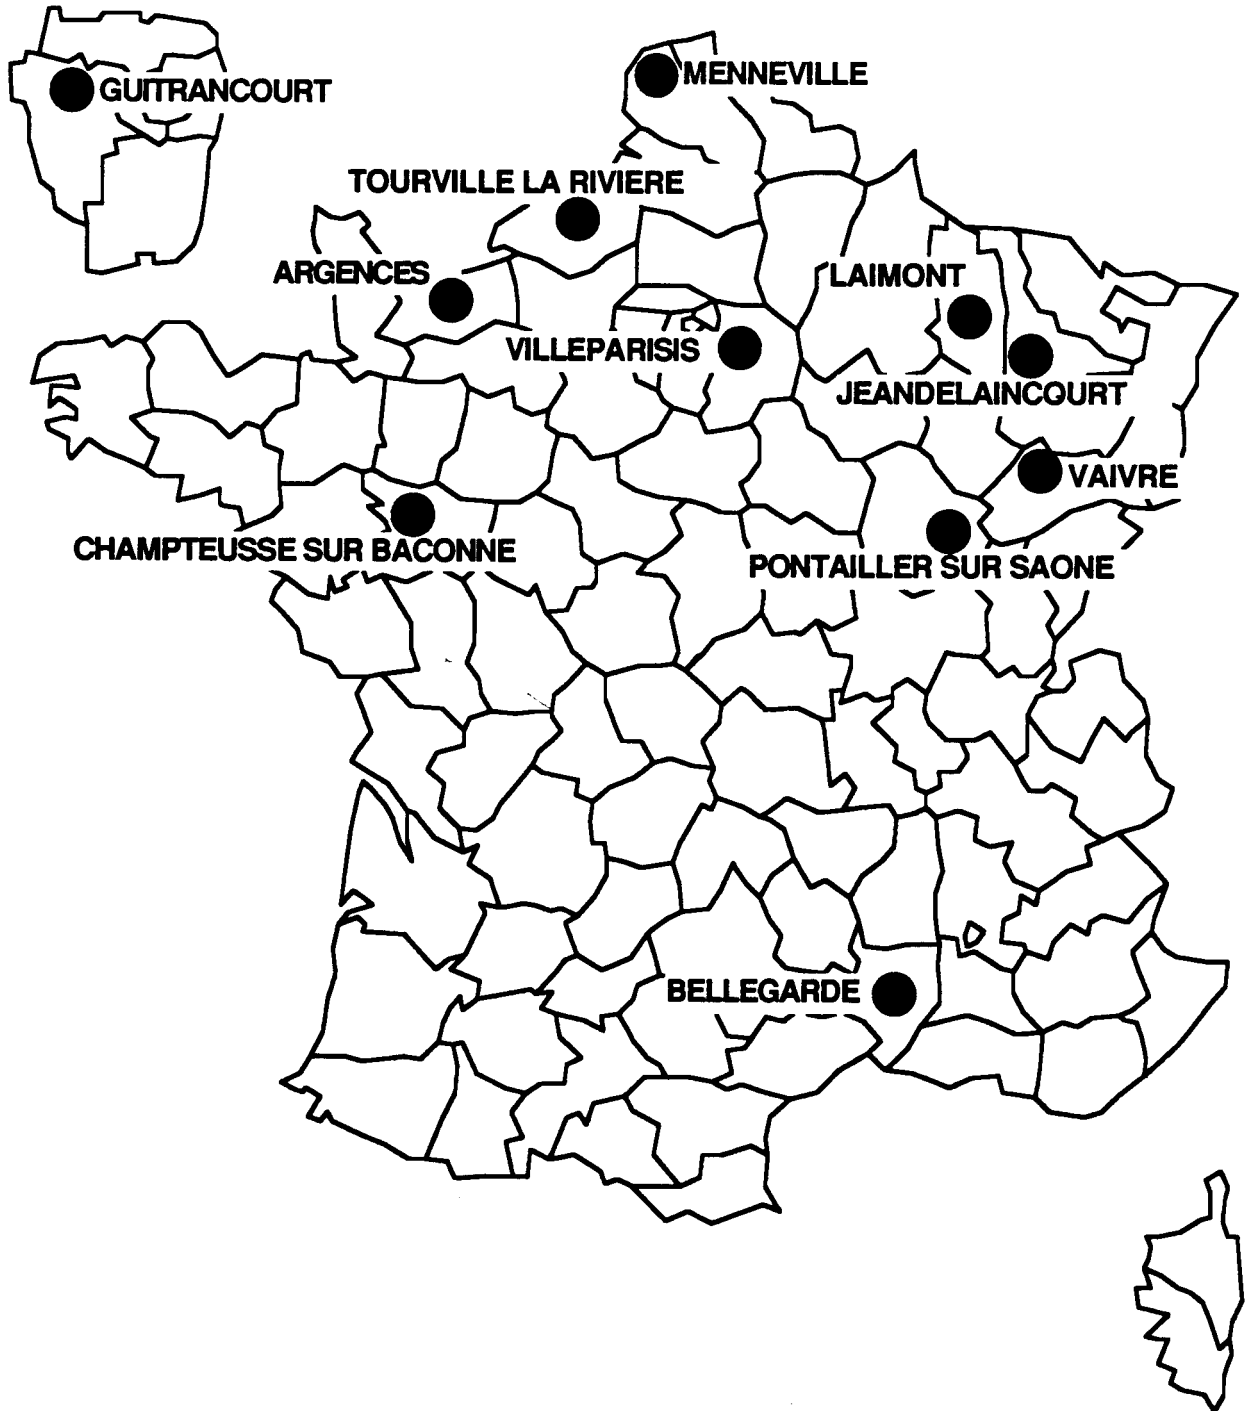 MENNEVILLE
GUITRANCOURT
TOURVILLE LA RIVIERE
ARGENCES
LAIMONT
VILLEPARISIS
JEANDELAINCOURT
VAIVRE
CHAMPTEUSSE SUR BACONNE
PONTAILLER SUR SAONE
BELLEGARDE